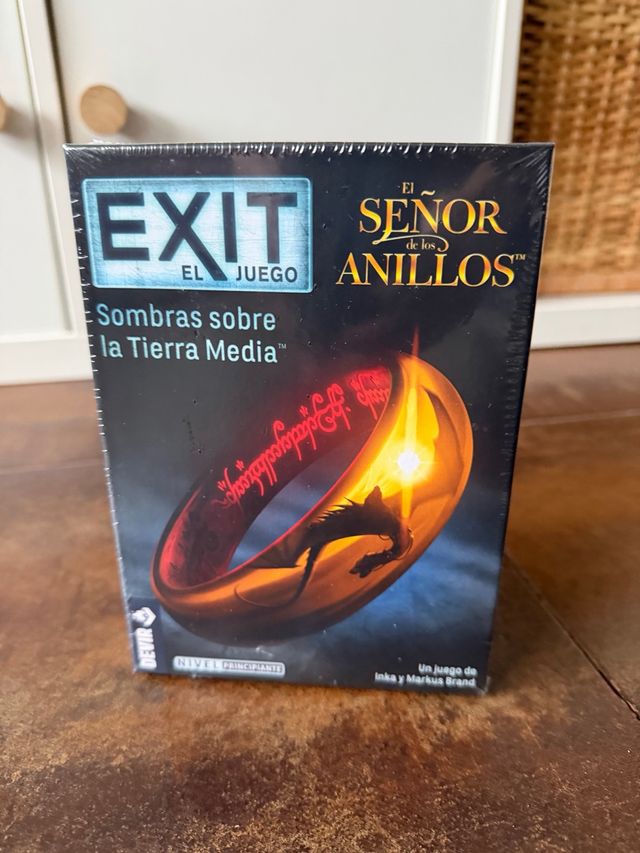 EXIT
EL JUEGO
Sombras sobre
la Tierra Media™
El
SEÑOR
de los
ANILLOS™
DEVIR
NIVEL PRINCIPIANTE
Un juego de
Inka y Markus Brand